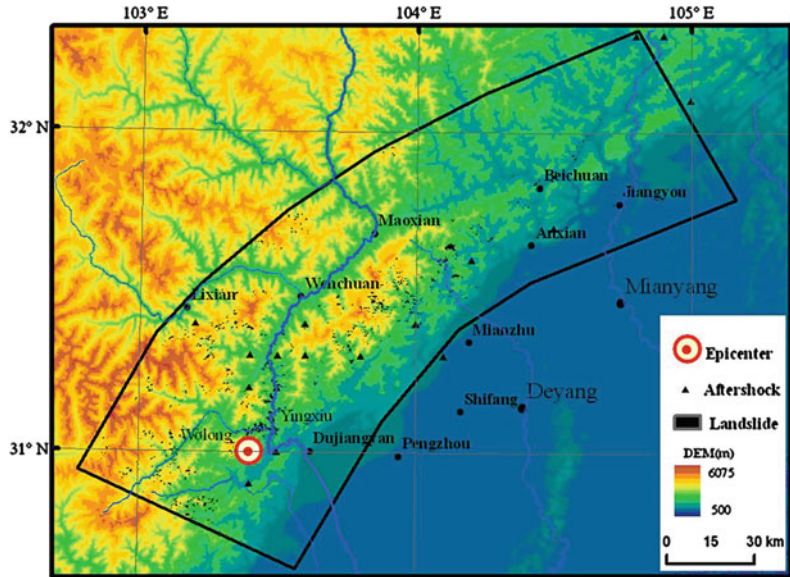 103° E
104° E
105° E
32° N
31° N
Beichuan
Jiangyou
Maoxian
Anxian
Lixian
Wenchuan
Mianyang
Mianzhu
Yingxiu
Shifang
Deyang
Wolong
Dujiangyan
Pengzhou
Epicenter
Aftershock
Landslide
DEM(m)
6075
500
0 15 30 km